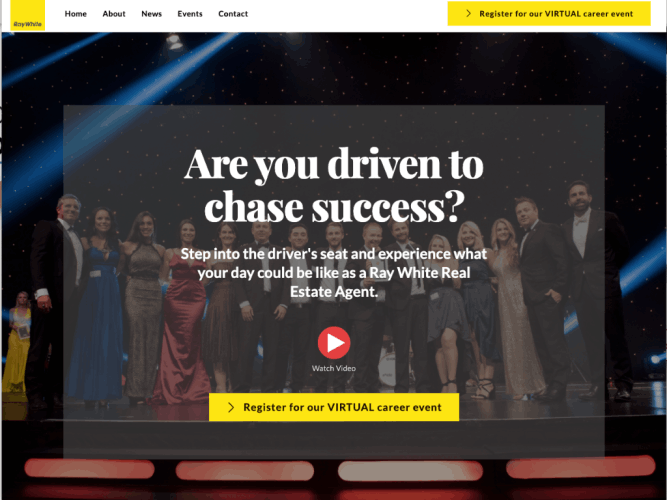 RayWhite
Home About News Events Contact
Register for our VIRTUAL career event
Are you driven to
chase success?
Step into the driver's seat and experience what
your day could be like as a Ray White Real
Estate Agent.
Watch Video
Register for our VIRTUAL career event